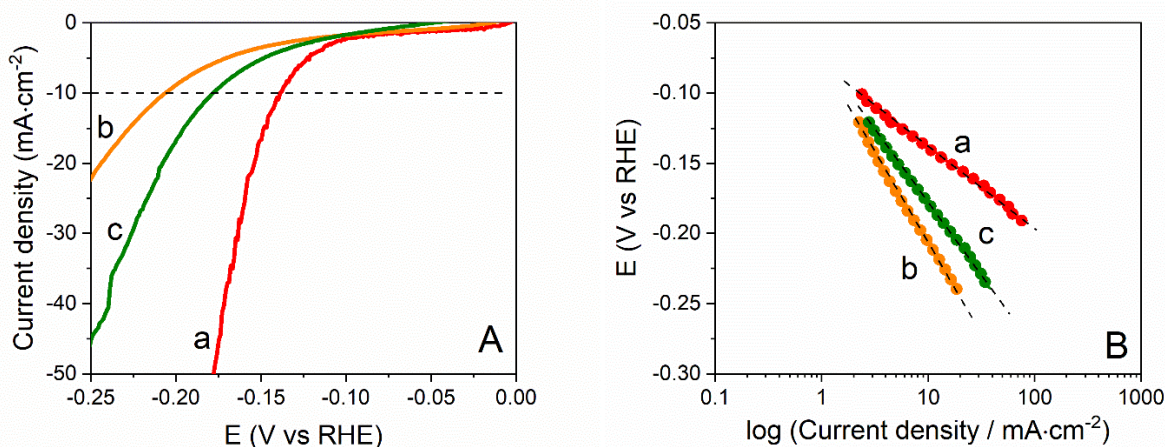 0
-10
-20
-30
-40
-50
Current density (mA·cm⁻²)
b
c
a
A
-0.25
-0.20
-0.15
-0.10
-0.05
0.00
E (V vs RHE)
-0.05
-0.10
-0.15
-0.20
-0.25
-0.30
E (V vs RHE)
a
c
b
B
0.1
1
10
100
1000
log (Current density / mA·cm⁻²)